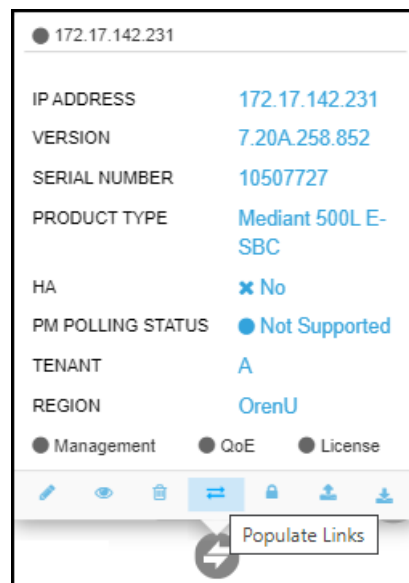 172.17.142.231
IP ADDRESS 172.17.142.231
VERSION 7.20A.258.852
SERIAL NUMBER 10507727
PRODUCT TYPE Mediant 500L E-
SBC
HA No
PM POLLING STATUS Not Supported
TENANT A
REGION OrenU
Management QoE License
Populate Links